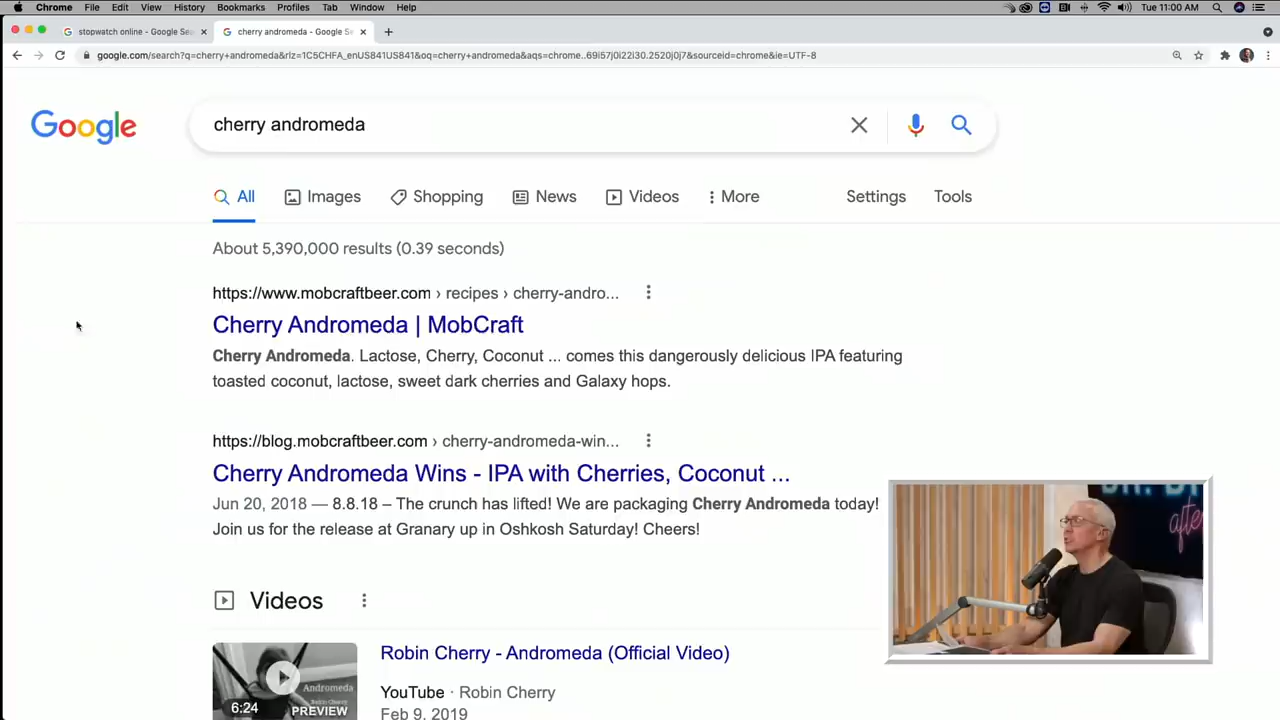 Chrome File Edit View History Bookmarks Profiles Tab Window Help Tue 11:00 AM
stopwatch online - Google Se
cherry andromeda - Google S
google.com/search?q=cherry+andromeda&rlz=1C5CHFA_enUS841US841&oq=cherry+andromeda&aqs=chrome..69i57j0i22i30.2520j0j7&sourceid=chrome&ie=UTF-8
Google
cherry andromeda
All Images Shopping News Videos More Settings Tools
About 5,390,000 results (0.39 seconds)
https://www.mobcraftbeer.com › recipes › cherry-andro...
Cherry Andromeda | MobCraft
Cherry Andromeda. Lactose, Cherry, Coconut ... comes this dangerously delicious IPA featuring
toasted coconut, lactose, sweet dark cherries and Galaxy hops.
https://blog.mobcraftbeer.com › cherry-andromeda-win...
Cherry Andromeda Wins - IPA with Cherries, Coconut ...
Jun 20, 2018 — 8.8.18 – The crunch has lifted! We are packaging Cherry Andromeda today!
Join us for the release at Granary up in Oshkosh Saturday! Cheers!
Videos
Andromeda
Robin Cherry
6:24 PREVIEW
Robin Cherry - Andromeda (Official Video)
YouTube · Robin Cherry
Feb 9, 2019
afte